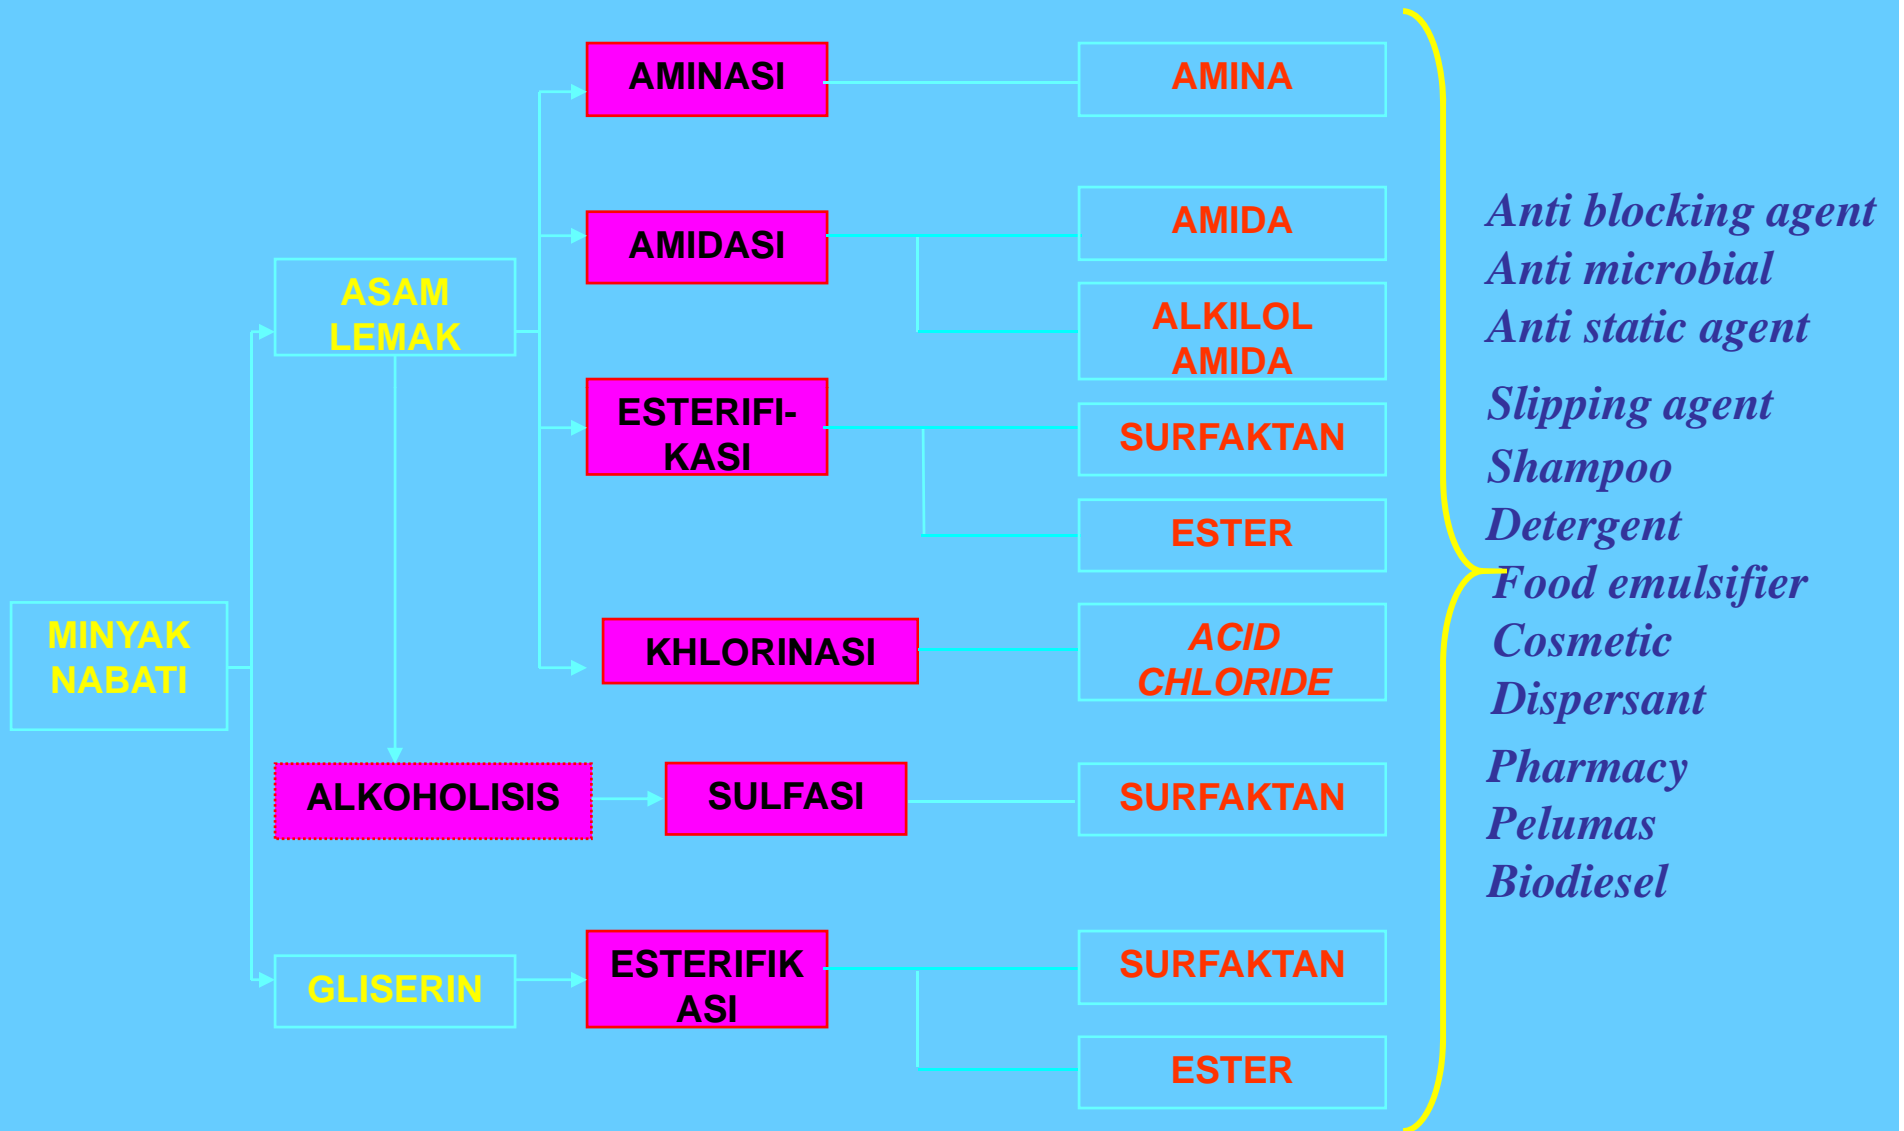 AMINASI
AMINA
AMIDASI
AMIDA
ALKILOL
AMIDA
ASAM
LEMAK
ESTERIFI-
KASI
SURFAKTAN
ESTER
MINYAK
NABATI
KHLORINASI
ACID
CHLORIDE
ALKOHOLISIS
SULFASI
SURFAKTAN
GLISERIN
ESTERIFIK
ASI
SURFAKTAN
ESTER
Anti blocking agent
Anti microbial
Anti static agent
Slipping agent
Shampoo
Detergent
Food emulsifier
Cosmetic
Dispersant
Pharmacy
Pelumas
Biodiesel